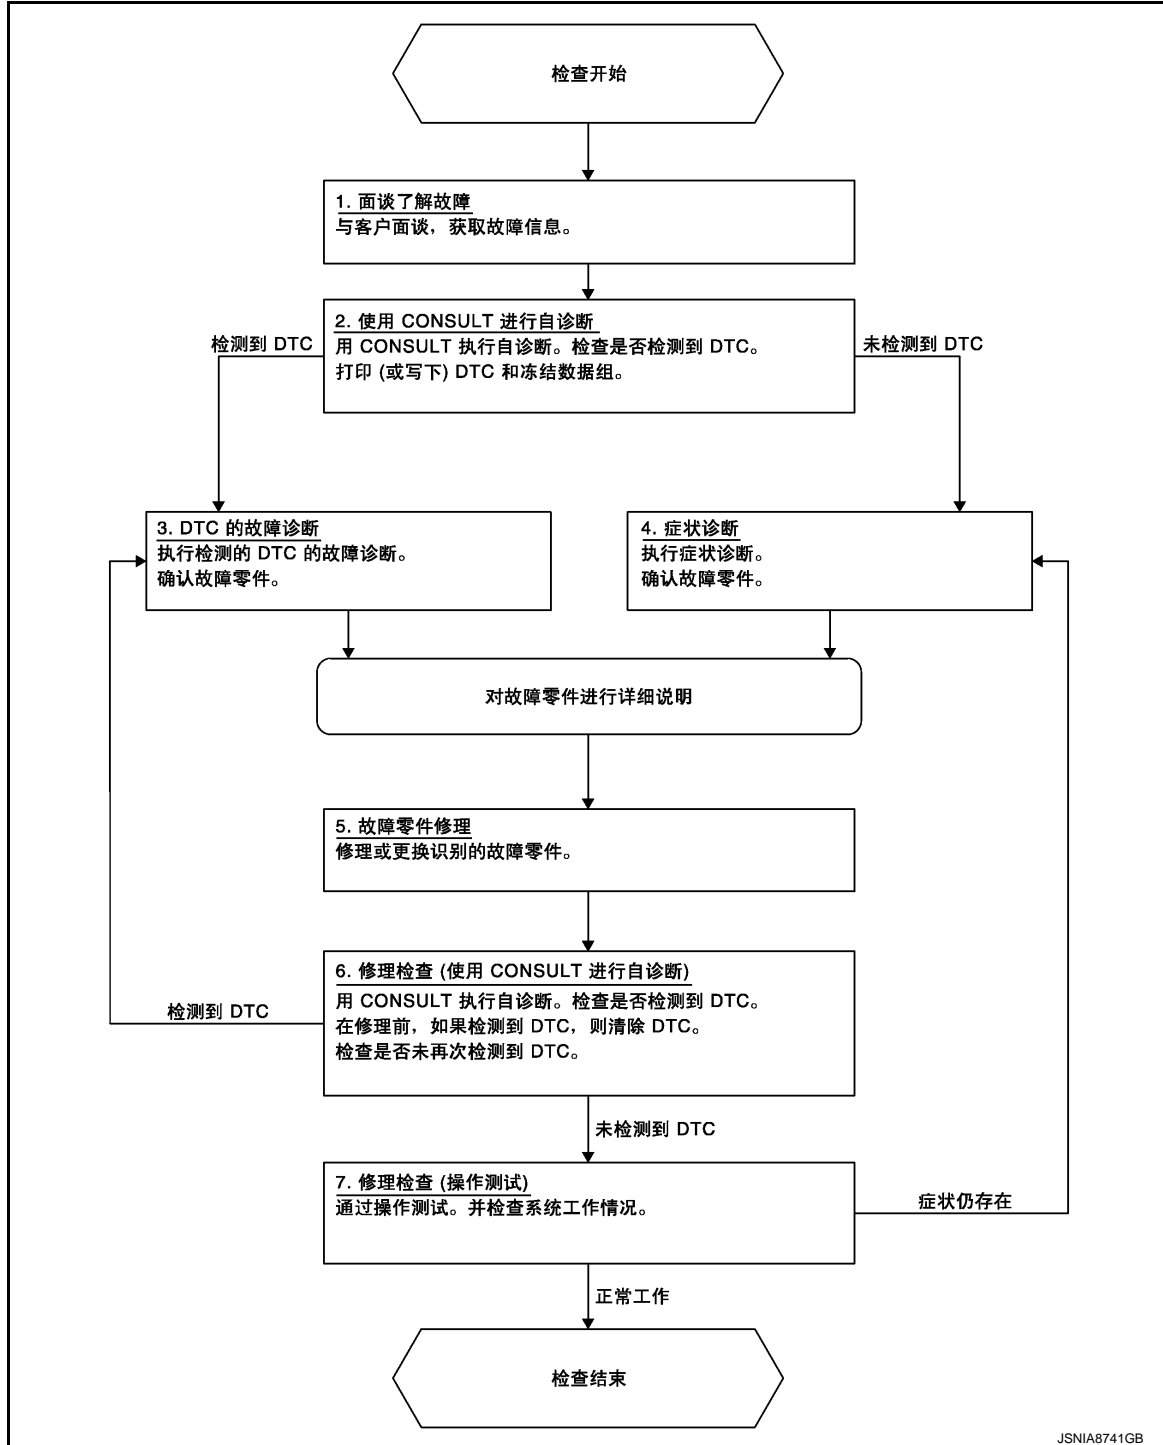 检查开始
1. 面谈了解故障
与客户面谈，获取故障信息。
2. 使用 CONSULT 进行自诊断
用 CONSULT 执行自诊断。检查是否检测到 DTC。
打印 (或写下) DTC 和冻结数据组。
检测到 DTC
未检测到 DTC
3. DTC 的故障诊断
执行检测的 DTC 的故障诊断。
确认故障零件。
4. 症状诊断
执行症状诊断。
确认故障零件。
对故障零件进行详细说明
5. 故障零件修理
修理或更换识别的故障零件。
6. 修理检查 (使用 CONSULT 进行自诊断)
用 CONSULT 执行自诊断。检查是否检测到 DTC。
在修理前，如果检测到 DTC，则清除 DTC。
检查是否未再次检测到 DTC。
检测到 DTC
未检测到 DTC
7. 修理检查 (操作测试)
通过操作测试。并检查系统工作情况。
症状仍存在
正常工作
检查结束
JSNIA8741GB